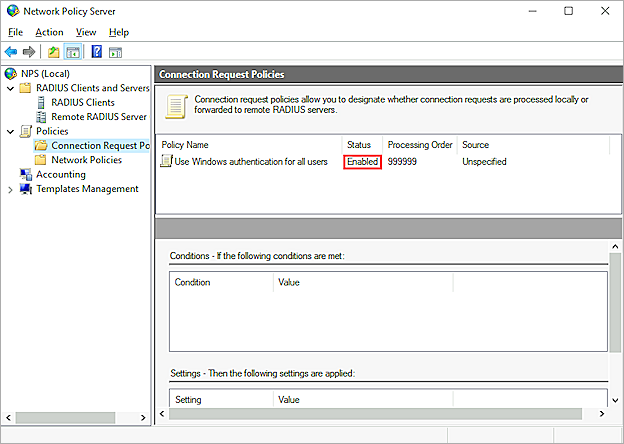 Network Policy Server
File Action View Help
NPS (Local)
RADIUS Clients and Servers
RADIUS Clients
Remote RADIUS Server
Policies
Connection Request Po
Network Policies
Accounting
Templates Management
Connection Request Policies
Connection request policies allow you to designate whether connection requests are processed locally or
forwarded to remote RADIUS servers.
Policy Name Status Processing Order Source
Use Windows authentication for all users Enabled 999999 Unspecified
Conditions - If the following conditions are met:
Condition Value
Settings - Then the following settings are applied:
Setting Value